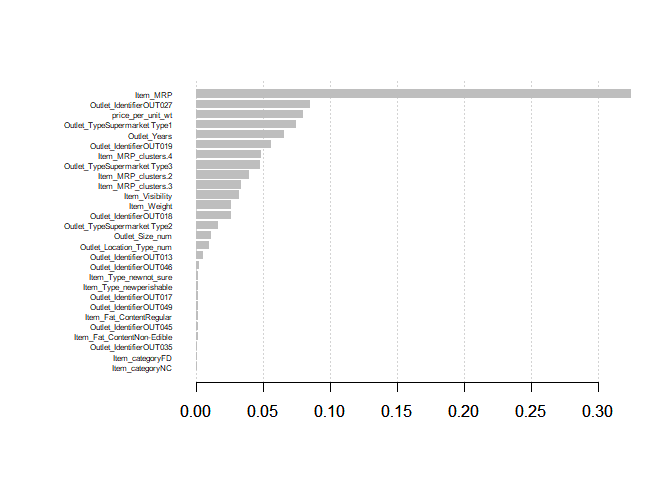 Item_MRP
Outlet_IdentifierOUT027
price_per_unit_wt
Outlet_TypeSupermarket Type1
Outlet_Years
Outlet_IdentifierOUT019
Item_MRP_clusters.4
Outlet_TypeSupermarket Type3
Item_MRP_clusters.2
Item_MRP_clusters.3
Item_Visibility
Item_Weight
Outlet_IdentifierOUT018
Outlet_TypeSupermarket Type2
Outlet_Size_num
Outlet_Location_Type_num
Outlet_IdentifierOUT013
Outlet_IdentifierOUT046
Item_Type_newnot_sure
Item_Type_newperishable
Outlet_IdentifierOUT017
Outlet_IdentifierOUT049
Item_Fat_ContentRegular
Outlet_IdentifierOUT045
Item_Fat_ContentNon-Edible
Outlet_IdentifierOUT035
Item_categoryFD
Item_categoryNC
0.00 0.05 0.10 0.15 0.20 0.25 0.30